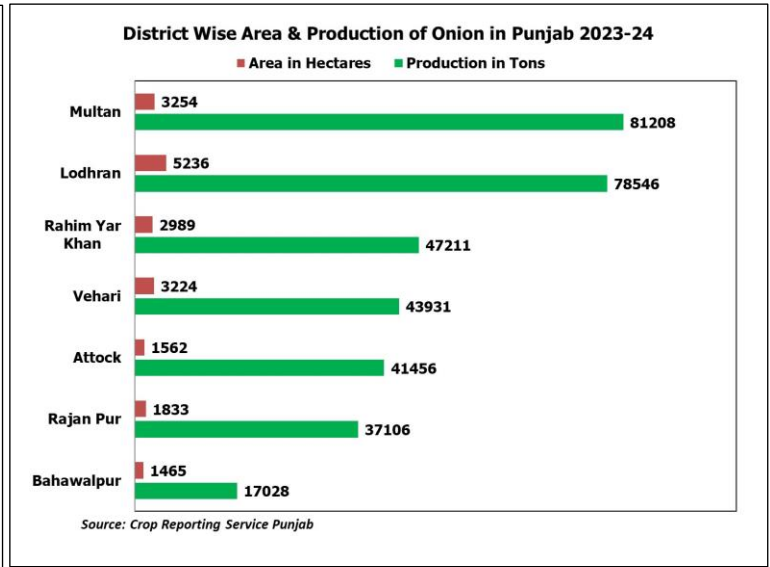 District Wise Area & Production of Onion in Punjab 2023-24
Area in Hectares Production in Tons
Multan
3254
81208
Lodhran
5236
78546
Rahim Yar
Khan
2989
47211
Vehari
3224
43931
Attock
1562
41456
Rajan Pur
1833
37106
Bahawalpur
1465
17028
Source: Crop Reporting Service Punjab